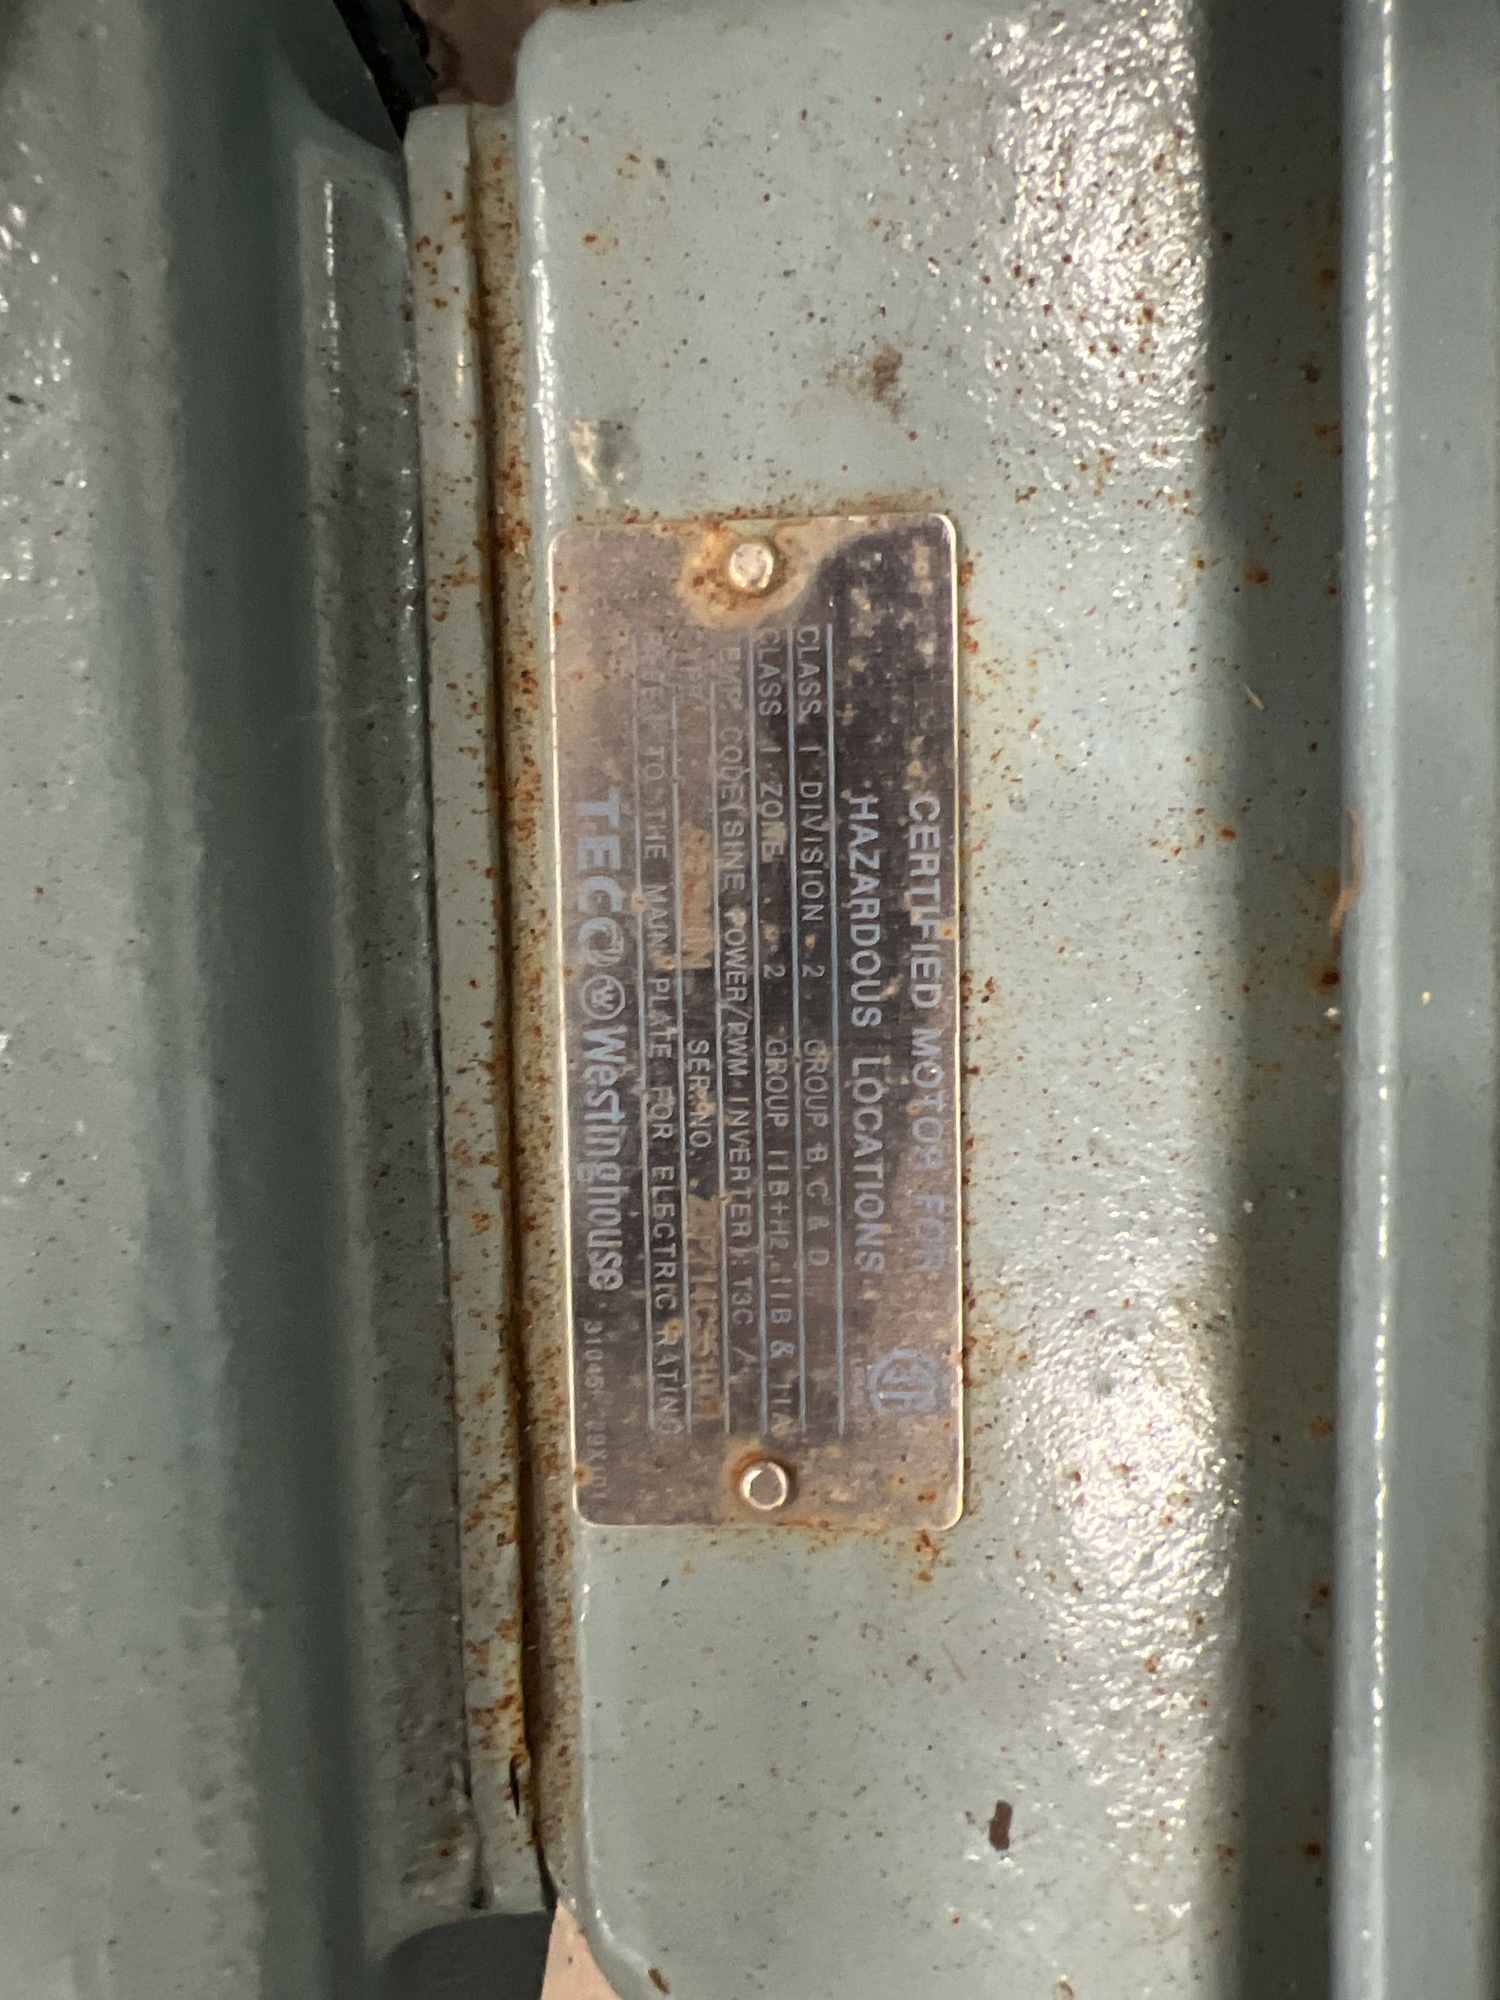 CERTIFIED MOTOR FOR
HAZARDOUS LOCATIONS
CLASS I DIVISION 2 GROUP B, C & D
CLASS I ZONE 2 GROUP IIB+H2, IIB & IIA
CODE(SINE POWER/PWM INVERTER): T3C
SER.NO.
TO THE MAIN PLATE FOR ELECTRIC RATING
TECO Westinghouse